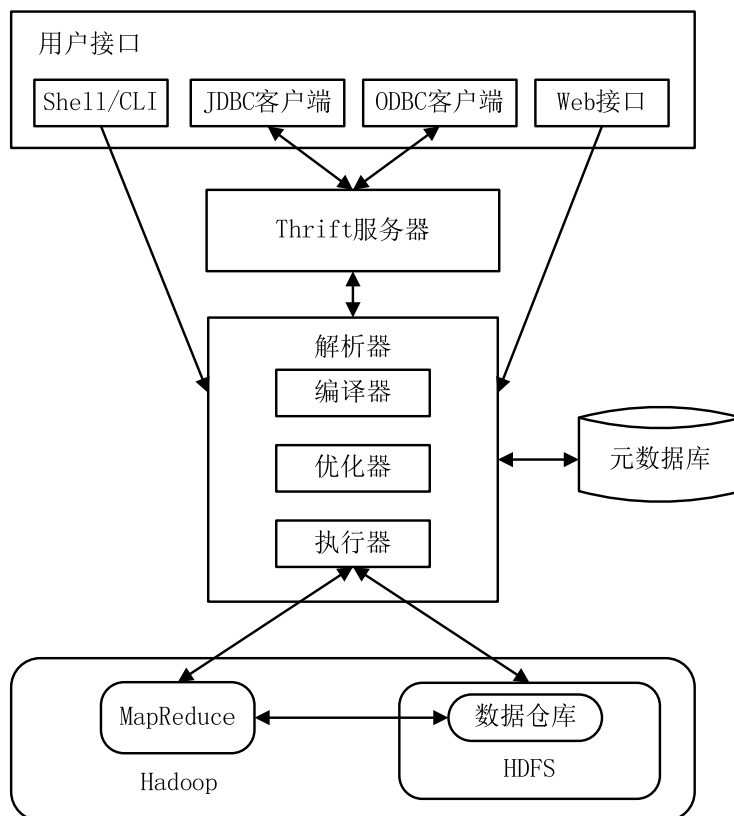 用户接口
Shell/CLI
JDBC客户端
ODBC客户端
Web接口
Thrift服务器
解析器
编译器
优化器
执行器
元数据库
MapReduce
数据仓库
HDFS
Hadoop